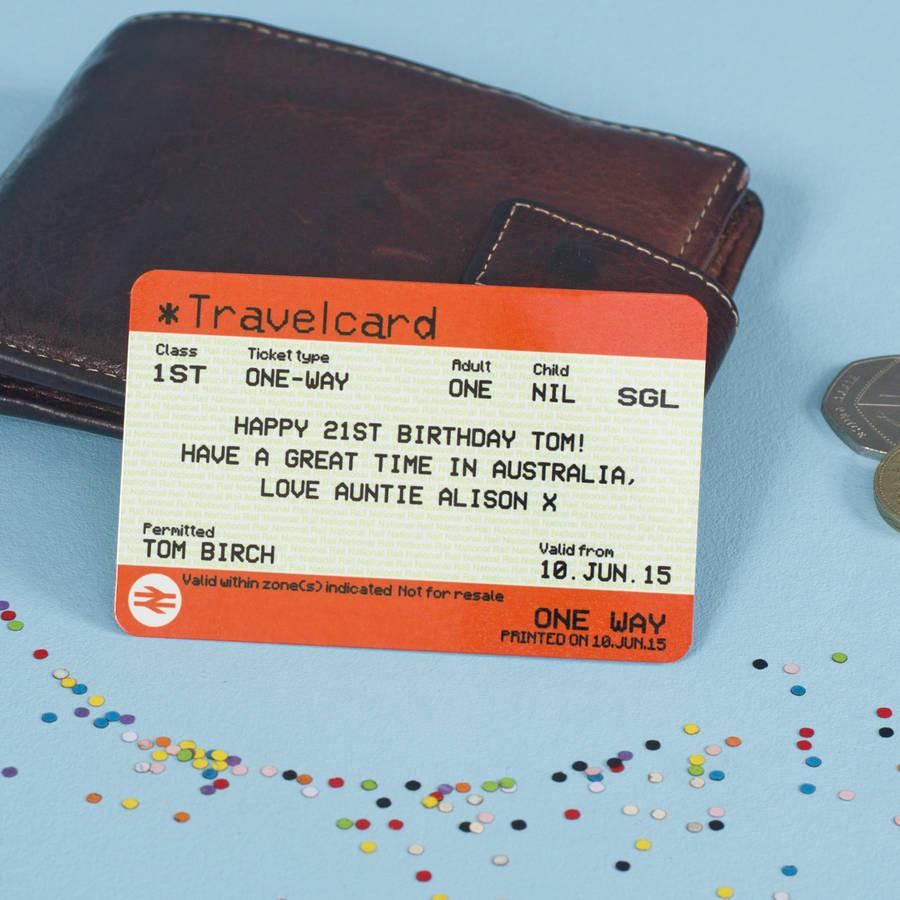 *Travelcard
Class Ticket type Adult Child
1ST ONE-WAY ONE NIL SGL
HAPPY 21ST BIRTHDAY TOM!
HAVE A GREAT TIME IN AUSTRALIA,
LOVE AUNTIE ALISON X
Permitted Valid from
TOM BIRCH 10.JUN.15
Valid within zone(s) indicated Not for resale
ONE WAY
PRINTED ON 10.JUN.15